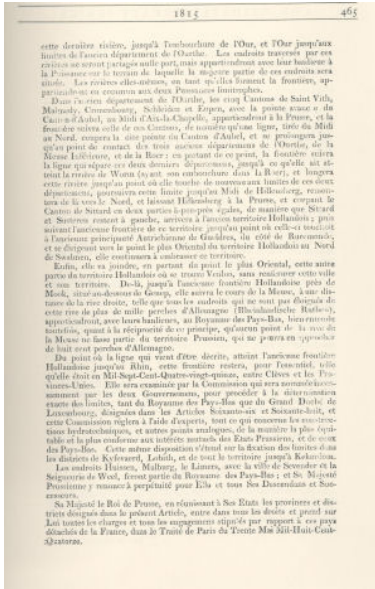 1815
465
cette dernière rivière, jusqu'à l'embouchure de l'Our, et l'Our jusqu'aux
limites de l'ancien département de l'Ourthe. Les endroits traversés par ces
rivières ne seront partagés nulle part, mais appartiendront avec leur banlieue à
la Puissance sur le terrain de laquelle la majeure partie de ces endroits sera
située. Les rivières elles-mêmes, en tant qu'elles forment la frontière,
en commun aux deux Puissances limitrophes.
Dans l'ancien département de l'Ourthe, les cinq Cantons de Saint Vith,
Malmedy, Cronenbourg, Schleiden et Eupen, avec la pointe avancée du
Canton d'Aubel, au Midi d'Aix-la-Chapelle, appartiendront à la Prusse, et la
frontière suivra celle de ces Cantons, de manière qu'une ligne, tirée du Midi
au Nord, coupera la dite pointe du Canton d'Aubel, et se prolongera jus-
qu'au point de contact des trois anciens départements de l'Ourthe, de la
Meuse Inférieure, et de la Roer; en partant de ce point, la frontière suivra
la ligne qui sépare ces deux derniers départements, jusqu'à ce qu'elle ait at-
teint la rivière de Worm (ayant son embouchure dans la Roer), et longera
cette rivière jusqu'au point où elle touche de nouveau aux limites de ces deux
départements, poursuivra cette limite jusqu'au Midi de Hillensberg, remon-
tera de là vers le Nord, et laissant Hillensberg à la Prusse, et coupant le
Canton de Sittard en deux parties à-peu-près égales, de manière que Sittard
et Susteren restent à gauche, arrivera à l'ancien territoire Hollandais; puis
suivant l'ancienne frontière de ce territoire jusqu'au point où celle-ci touchoit
à l'ancienne principauté Autrichienne de Gueldres, du côté de Ruremonde,
et se dirigeant vers le point le plus Oriental du territoire Hollandois au Nord
de Swalmen, elle continuera à embrasser ce territoire.
Enfin, elle va joindre, en partant du point le plus Oriental, cette autre
partie du territoire Hollandois où se trouve Venloo, sans renfermer cette ville
et son territoire. De-là, jusqu'à l'ancienne frontière Hollandoise près de
Mook, situé au-dessous de Genep, elle suivra le cours de la Meuse, à une dis-
tance de la rive droite, telle que tous les endroits qui ne sont pas éloignés de
cette rive de plus de mille perches d'Allemagne (Rheinlandische Ruthen),
appartiendront, avec leurs banlieues, au Royaume des Pays-Bas, bien entendu
toutefois, quant à la réciprocité de ce principe, qu'aucun point de la rive de
la Meuse ne fasse partie du territoire Prussien, qui ne pourra en approcher
de huit cent perches d'Allemagne.
Du point où la ligne qui vient d'être décrite, atteint l'ancienne frontière
Hollandoise jusqu'au Rhin, cette frontière restera, pour l'essentiel, telle
qu'elle étoit en Mil-Sept-Cent-Quatre-vingt-quinze, entre Clèves et les Pro-
vinces-Unies. Elle sera examinée par la Commission qui sera nommée inces-
samment par les deux Gouvernemens, pour procéder à la détermination
exacte des limites, tant du Royaume des Pays-Bas que du Grand Duché de
Luxembourg, désignées dans les Articles Soixante-six et Soixante-huit, et
cette Commission réglera à l'aide d'experts, tout ce qui concerne les construc-
tions hydrotechniques, et autres points analogues, de la manière la plus équi-
table et la plus conforme aux intérêts mutuels des Etats Prussiens, et de ceux
des Pays-Bas. Cette même disposition s'étend sur la fixation des limites dans
les districts de Kyfwaerd, Lobith, et de tout le territoire jusqu'à Kekerdom.
Les endroits Huissen, Malburg, le Limers, avec la ville de Sevenaer et la
Seigneurie de Weel, feront partie du Royaume des Pays-Bas; et Sa Majesté
Prussienne y renonce à perpétuité pour Elle et tous Ses Descendans et Suc-
cesseurs.
Sa Majesté le Roi de Prusse, en réunissant à Ses Etats les provinces et dis-
tricts désignés dans le présent Article, entre dans tous les droits et prend sur
Lui toutes les charges et tous les engagements stipulés par rapport à ces pays
détachés de la France, dans le Traité de Paris du Trente Mai Mil-Huit-Cent-
Quatorze.